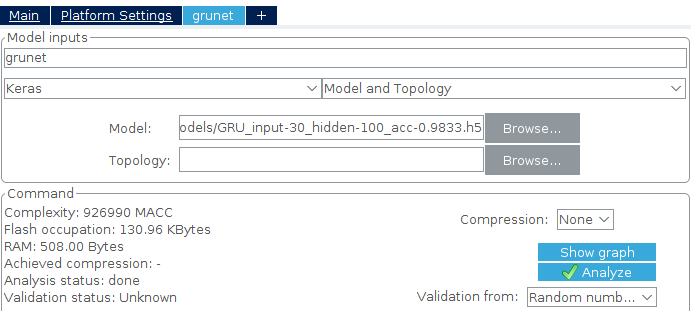 Main Platform Settings grunet +
Model inputs
grunet
Keras Model and Topology
Model: odels/GRU_input-30_hidden-100_acc-0.9833.h5 Browse...
Topology: Browse...
Command
Complexity: 926990 MACC
Flash occupation: 130.96 KBytes
RAM: 508.00 Bytes
Achieved compression: -
Analysis status: done
Validation status: Unknown
Compression: None
Show graph
Analyze
Validation from: Random numb...